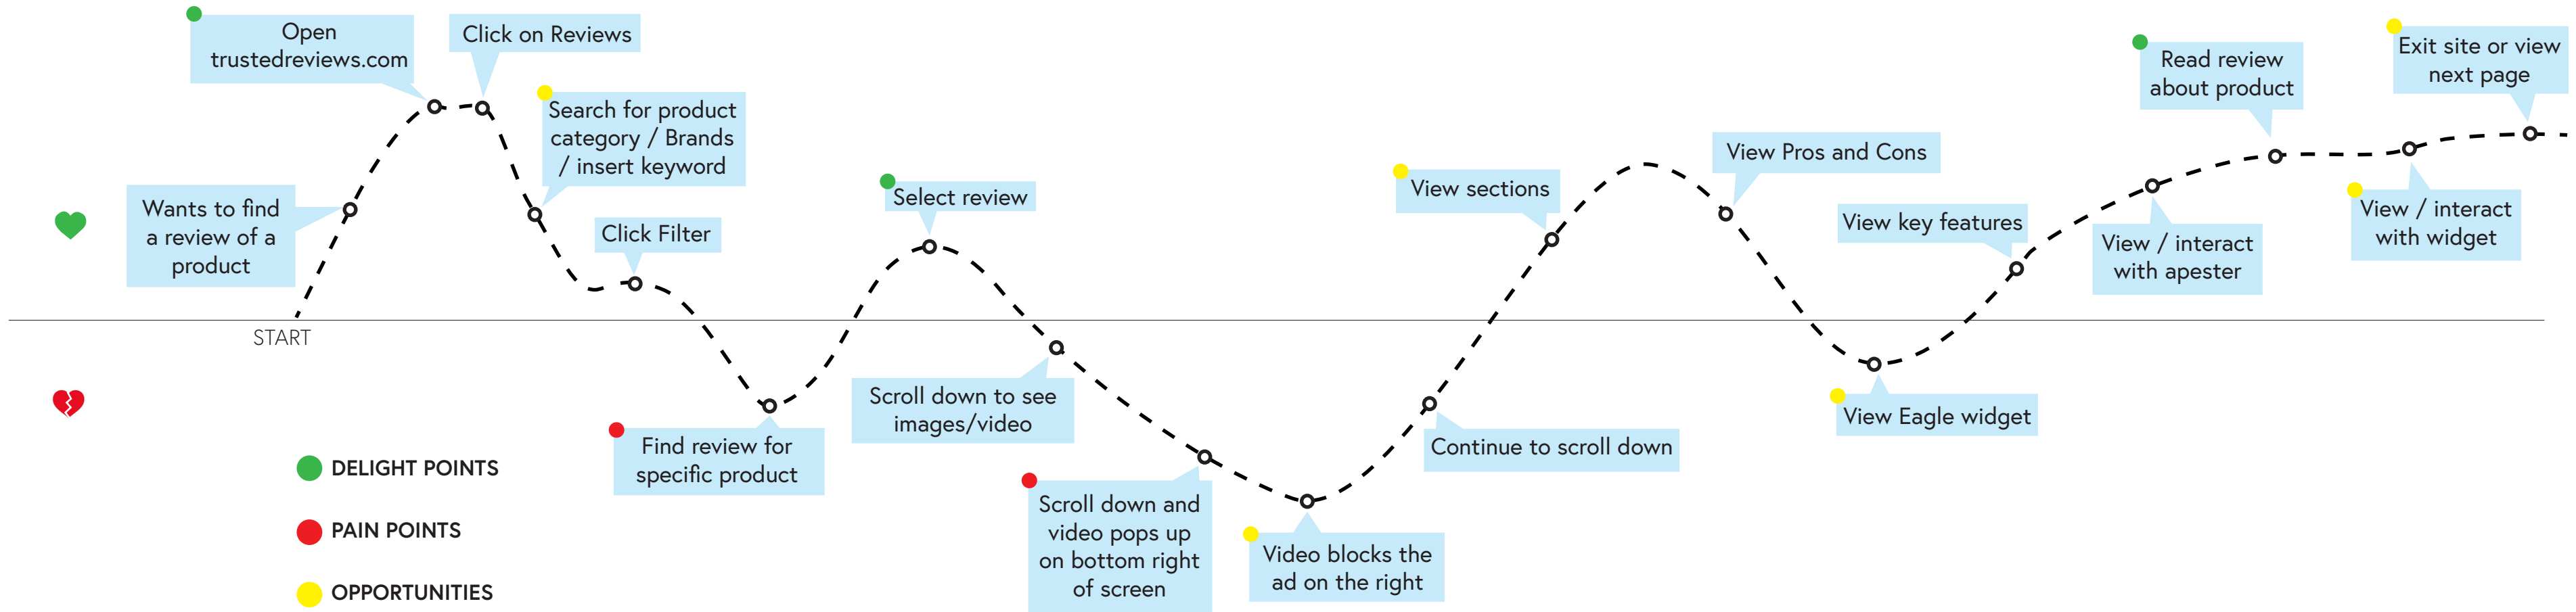 Open
trustedreviews.com
Click on Reviews
Search for product
category / Brands
/ insert keyword
Wants to find
a review of a
product
Click Filter
Select review
View sections
View Pros and Cons
View key features
Read review
about product
Exit site or view
next page
View / interact
with apester
View / interact
with widget
START
Find review for
specific product
Scroll down to see
images/video
Scroll down and
video pops up
on bottom right
of screen
Video blocks the
ad on the right
Continue to scroll down
View Eagle widget
DELIGHT POINTS
PAIN POINTS
OPPORTUNITIES